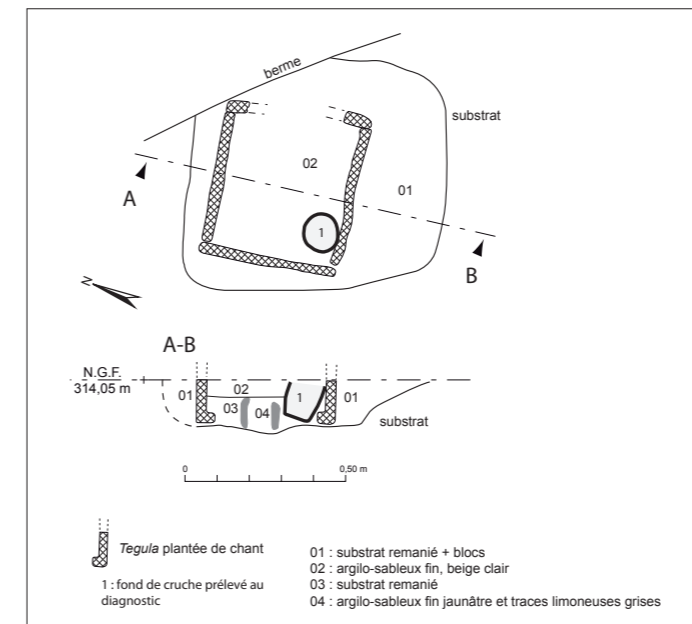 berme
substrat
02
01
A
1
B
N
A-B
N.G.F.
314,05 m
01
02
03
04
1
01
substrat
0
0,50 m
Tegula plantée de chant
1 : fond de cruche prélevé au
diagnostic
01 : substrat remanié + blocs
02 : argilo-sableux fin, beige clair
03 : substrat remanié
04 : argilo-sableux fin jaunâtre et traces limoneuses grises